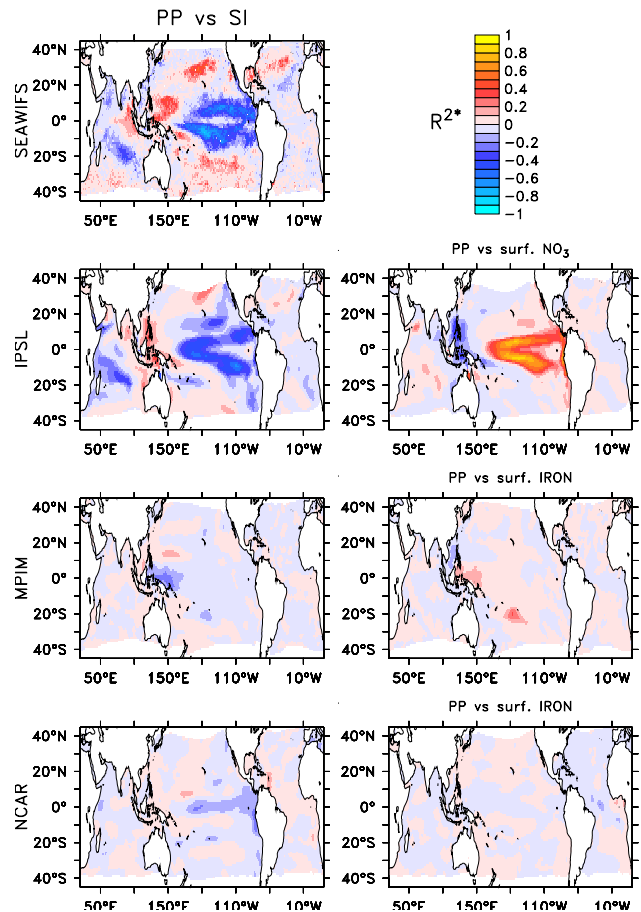 PP vs SI
40°N
20°N
0°
20°S
40°S
SEAWIFS
50°E 150°E 110°W 10°W
R²*
1
0.8
0.6
0.4
0.2
0
−0.2
−0.4
−0.6
−0.8
−1
PP vs surf. NO₃
40°N
20°N
0°
20°S
40°S
IPSL
50°E 150°E 110°W 10°W
40°N
20°N
0°
20°S
40°S
50°E 150°E 110°W 10°W
PP vs surf. IRON
40°N
20°N
0°
20°S
40°S
MPIM
50°E 150°E 110°W 10°W
40°N
20°N
0°
20°S
40°S
50°E 150°E 110°W 10°W
PP vs surf. IRON
40°N
20°N
0°
20°S
40°S
NCAR
50°E 150°E 110°W 10°W
40°N
20°N
0°
20°S
40°S
50°E 150°E 110°W 10°W